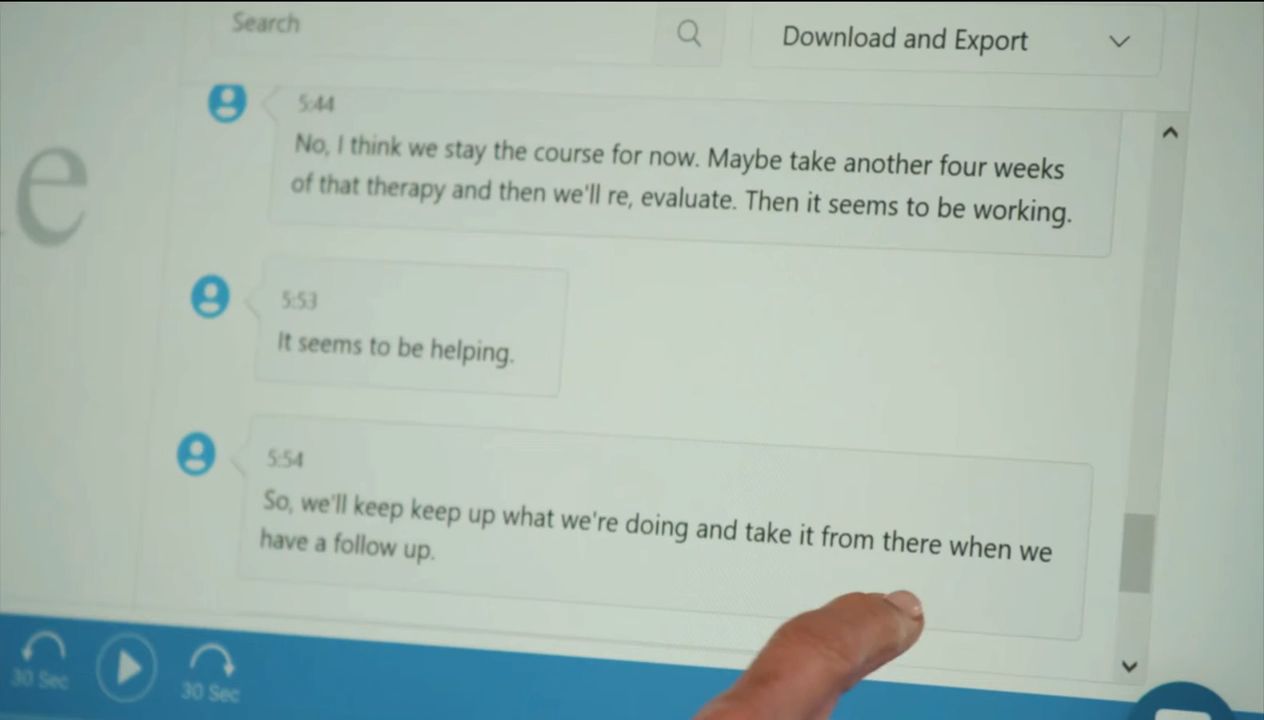 Search
Download and Export
e
5:44
No, I think we stay the course for now. Maybe take another four weeks
of that therapy and then we'll re, evaluate. Then it seems to be working.
5:53
It seems to be helping.
5:54
So, we'll keep keep up what we're doing and take it from there when we
have a follow up.
30 Sec
30 Sec